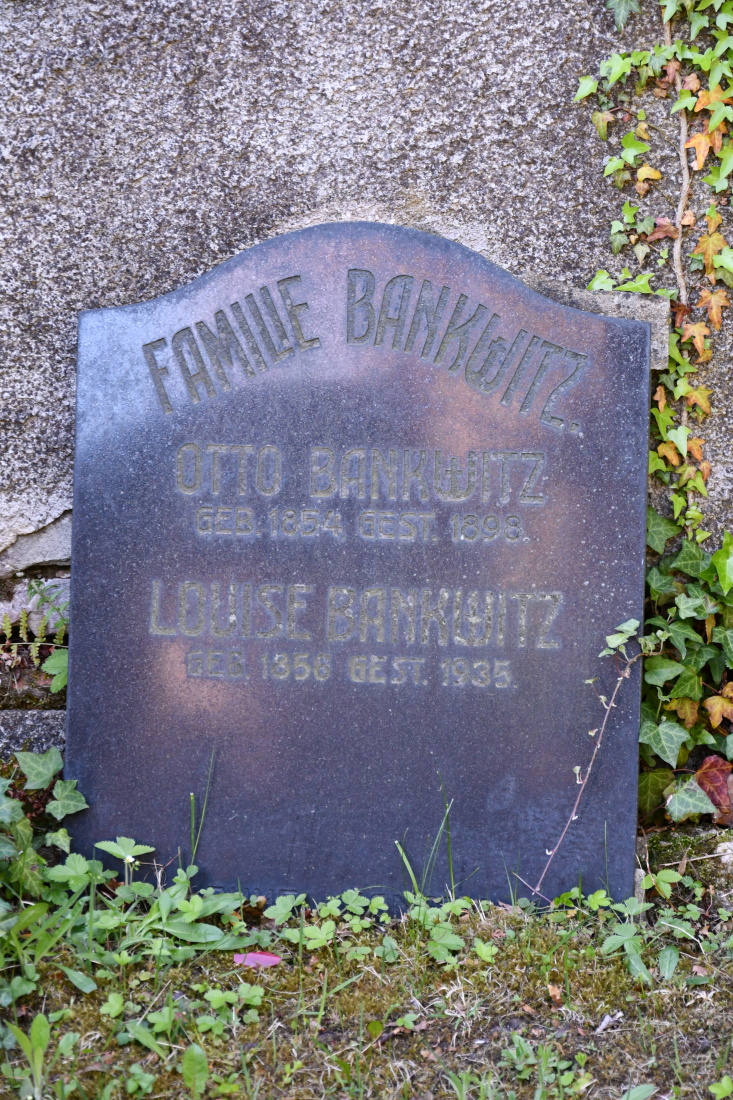 FAMILIE BANKWITZ.
OTTO BANKWITZ
GEB. 1854, GEST. 1898.
LOUISE BANKWITZ
GEB. 1856 GEST. 1935.